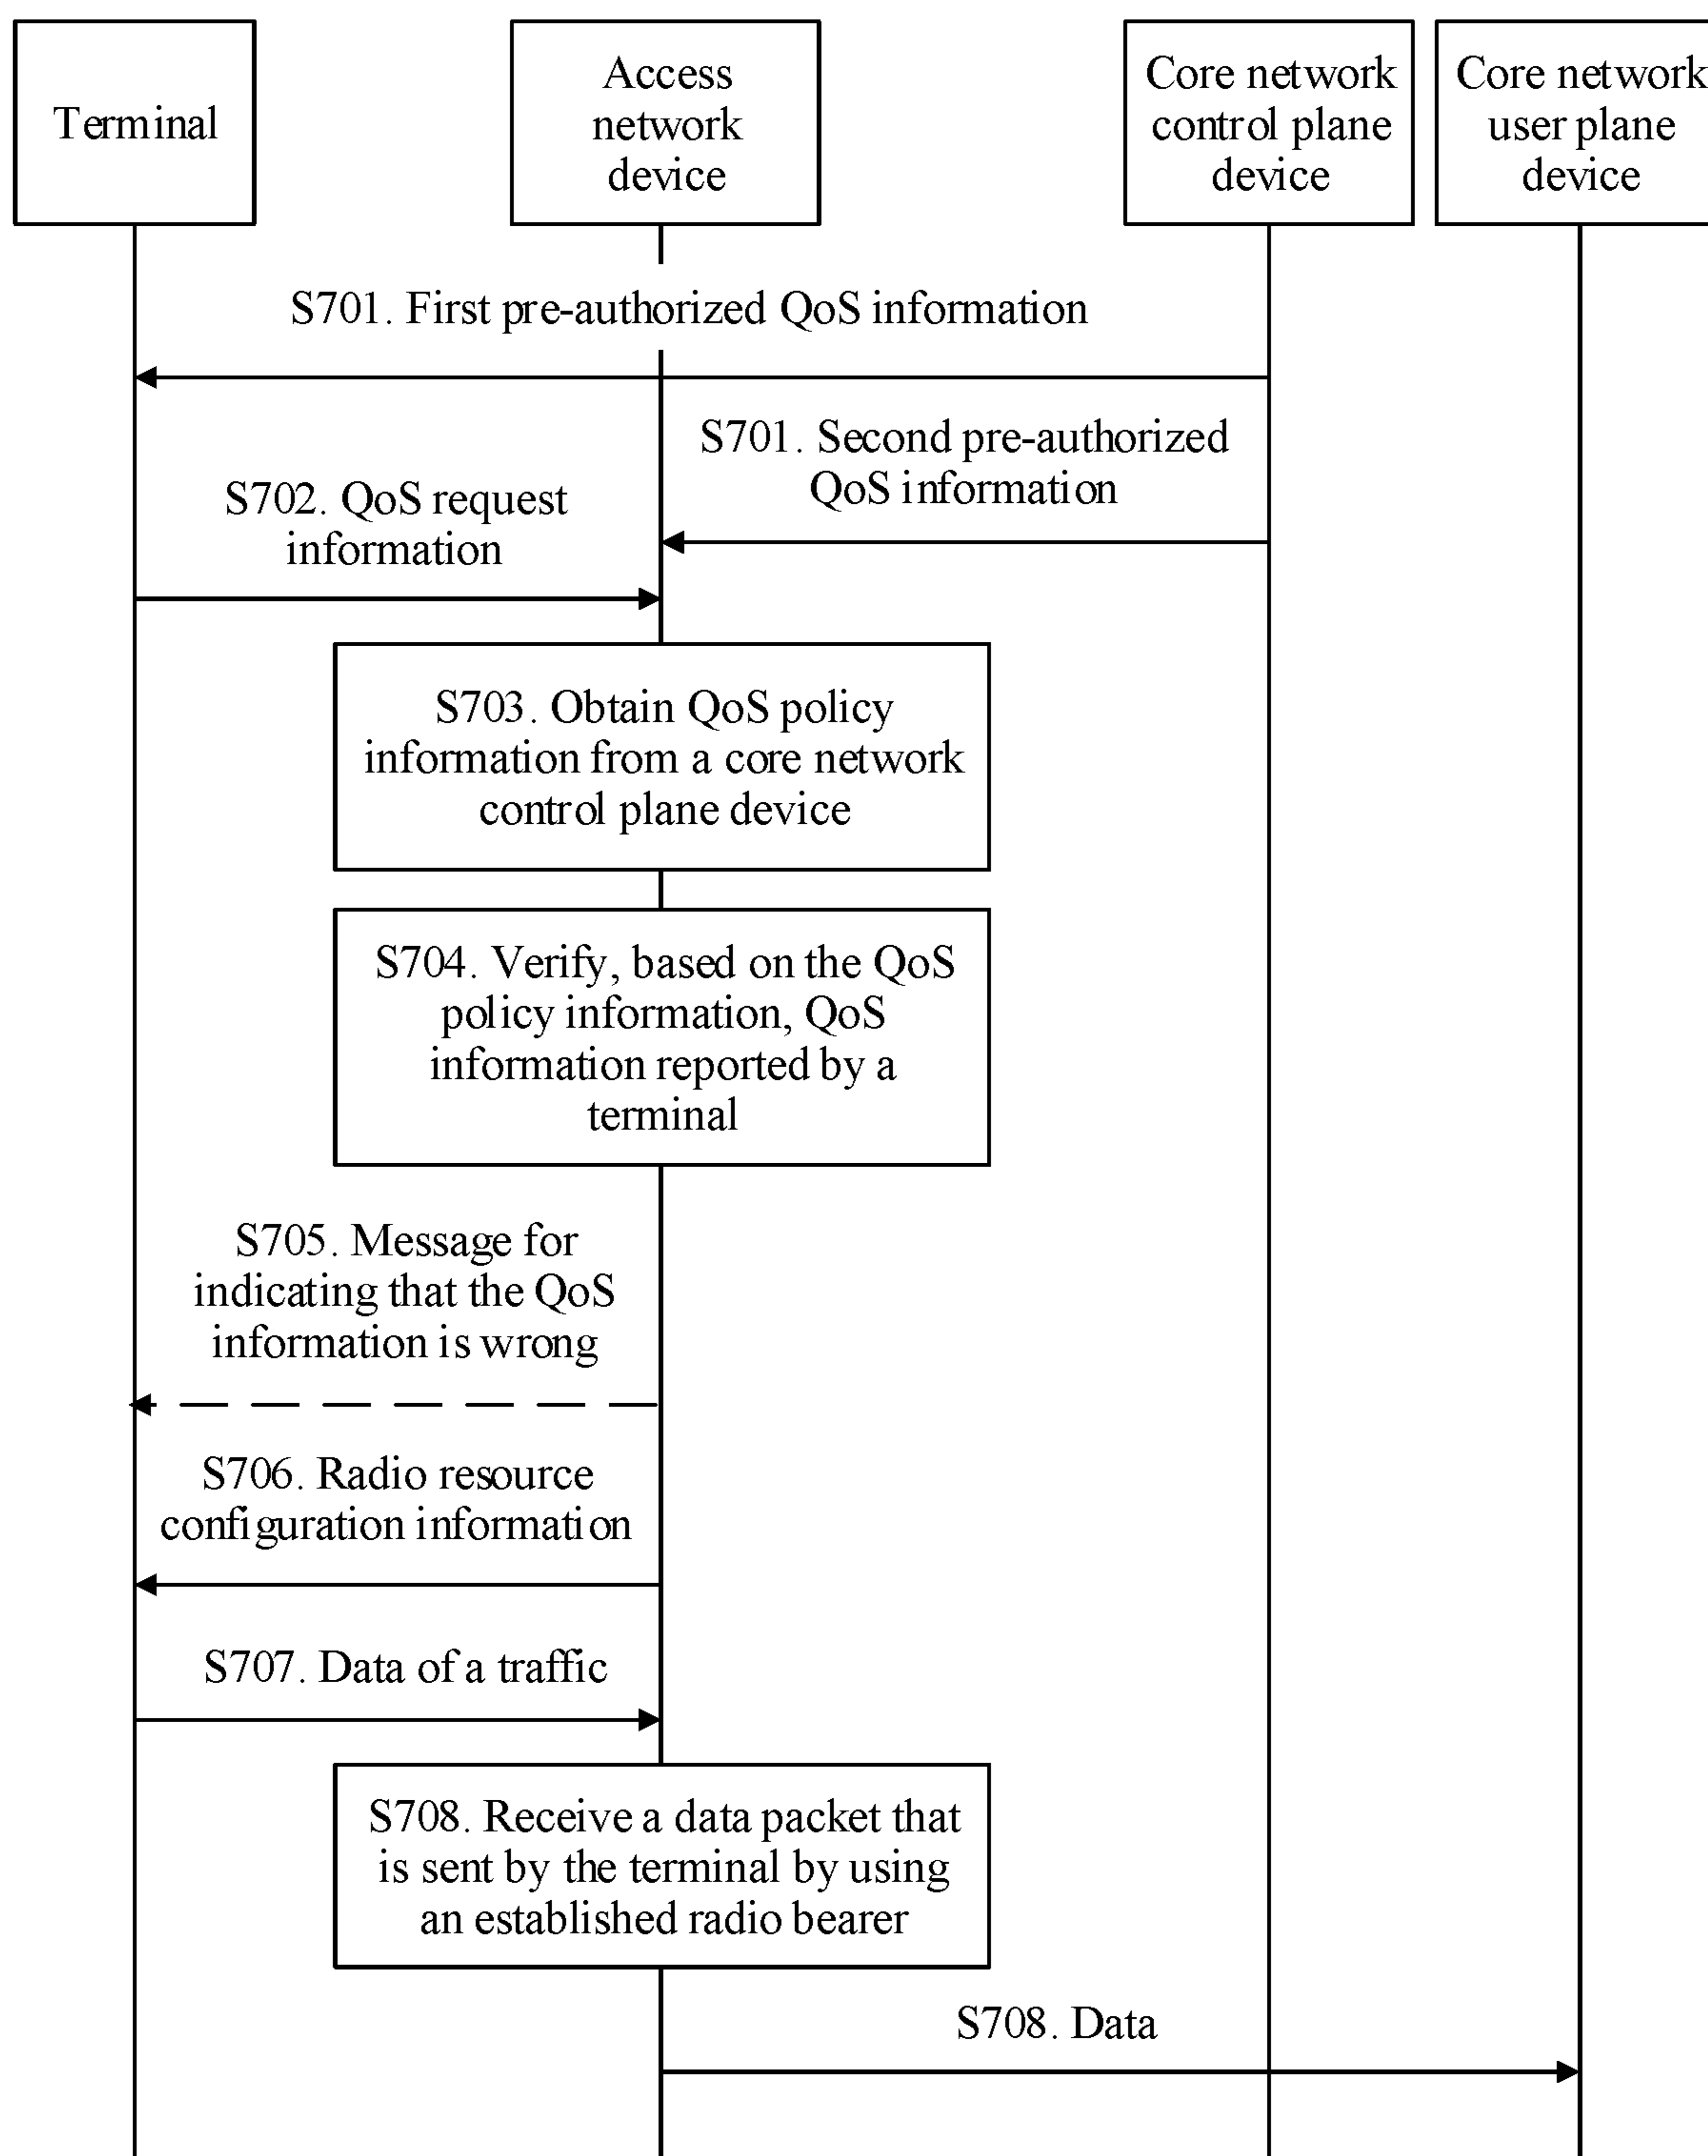 Terminal
Access
network
device
Core network
control plane
device
Core network
user plane
device
S701. First pre-authorized QoS information
S701. Second pre-authorized
QoS information
S702. QoS request
information
S703. Obtain QoS policy
information from a core network
control plane device
S704. Verify, based on the QoS
policy information, QoS
information reported by a
terminal
S705. Message for
indicating that the QoS
information is wrong
S706. Radio resource
configuration information
S707. Data of a traffic
S708. Receive a data packet that
is sent by the terminal by using
an established radio bearer
S708. Data